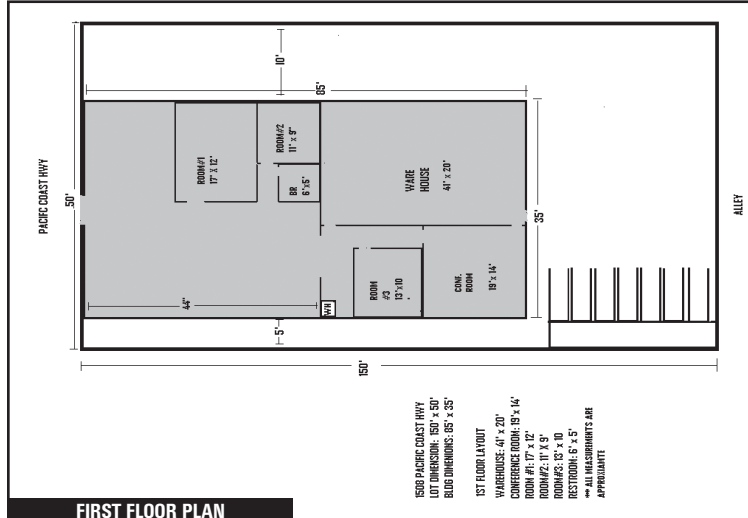 PACIFC COAST HWY
50'
10'
85'
ROOM#1
17' X 12'
ROOM#2
11' x 9'
BR
6'x5'
WARE
HOUSE
41' x 20'
35'
44'
WH
5'
ROOM
#3
13'x10
CONF.
ROOM
19' x 14'
ALLEY
150'
1508 PACIFIC COAST HWY
LOT DIMENSION: 150' x 50'
BLDG DIMENIONS: 85' x 35'
1ST FLOOR LAYOUT
WAREHOUSE: 41' x 20'
CONFERENCE ROOM: 19' x 14'
ROOM #1: 17' x 12'
ROOM#2: 11' X 9'
ROOM#3: 13' x 10
RESTROOM: 6' x 5'
** ALL MEASUREMENTS ARE
APPROXIAMTE
FIRST FLOOR PLAN